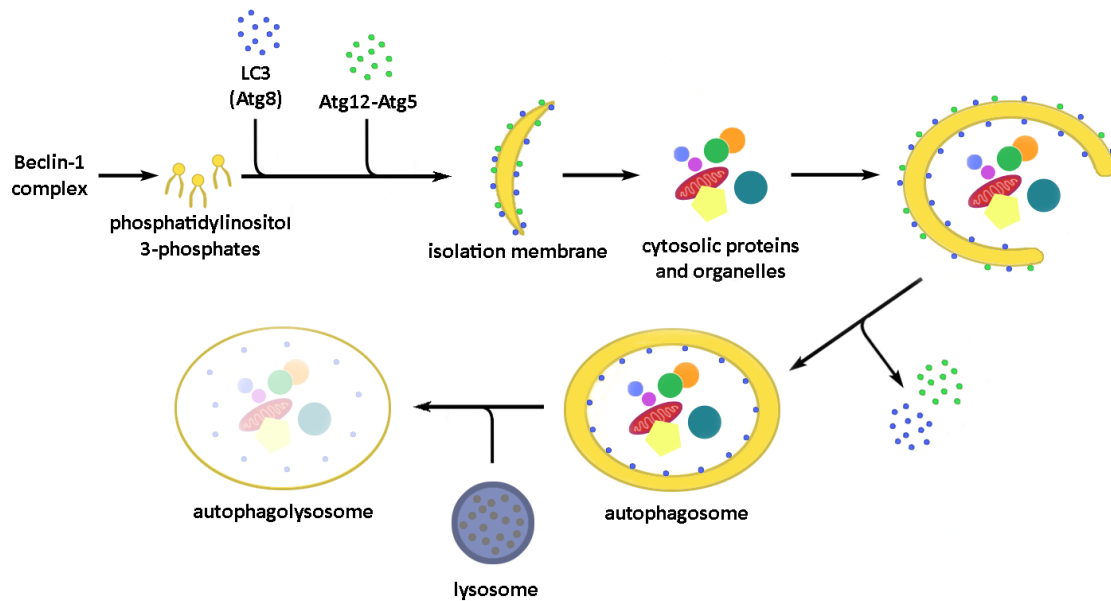 LC3
(Atg8)
Atg12-Atg5
Beclin-1
complex
phosphatidylinositol
3-phosphates
isolation membrane
cytosolic proteins
and organelles
autophagolysosome
autophagosome
lysosome